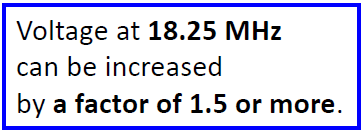 Voltage at 18.25 MHz
can be increased
by a factor of 1.5 or more.